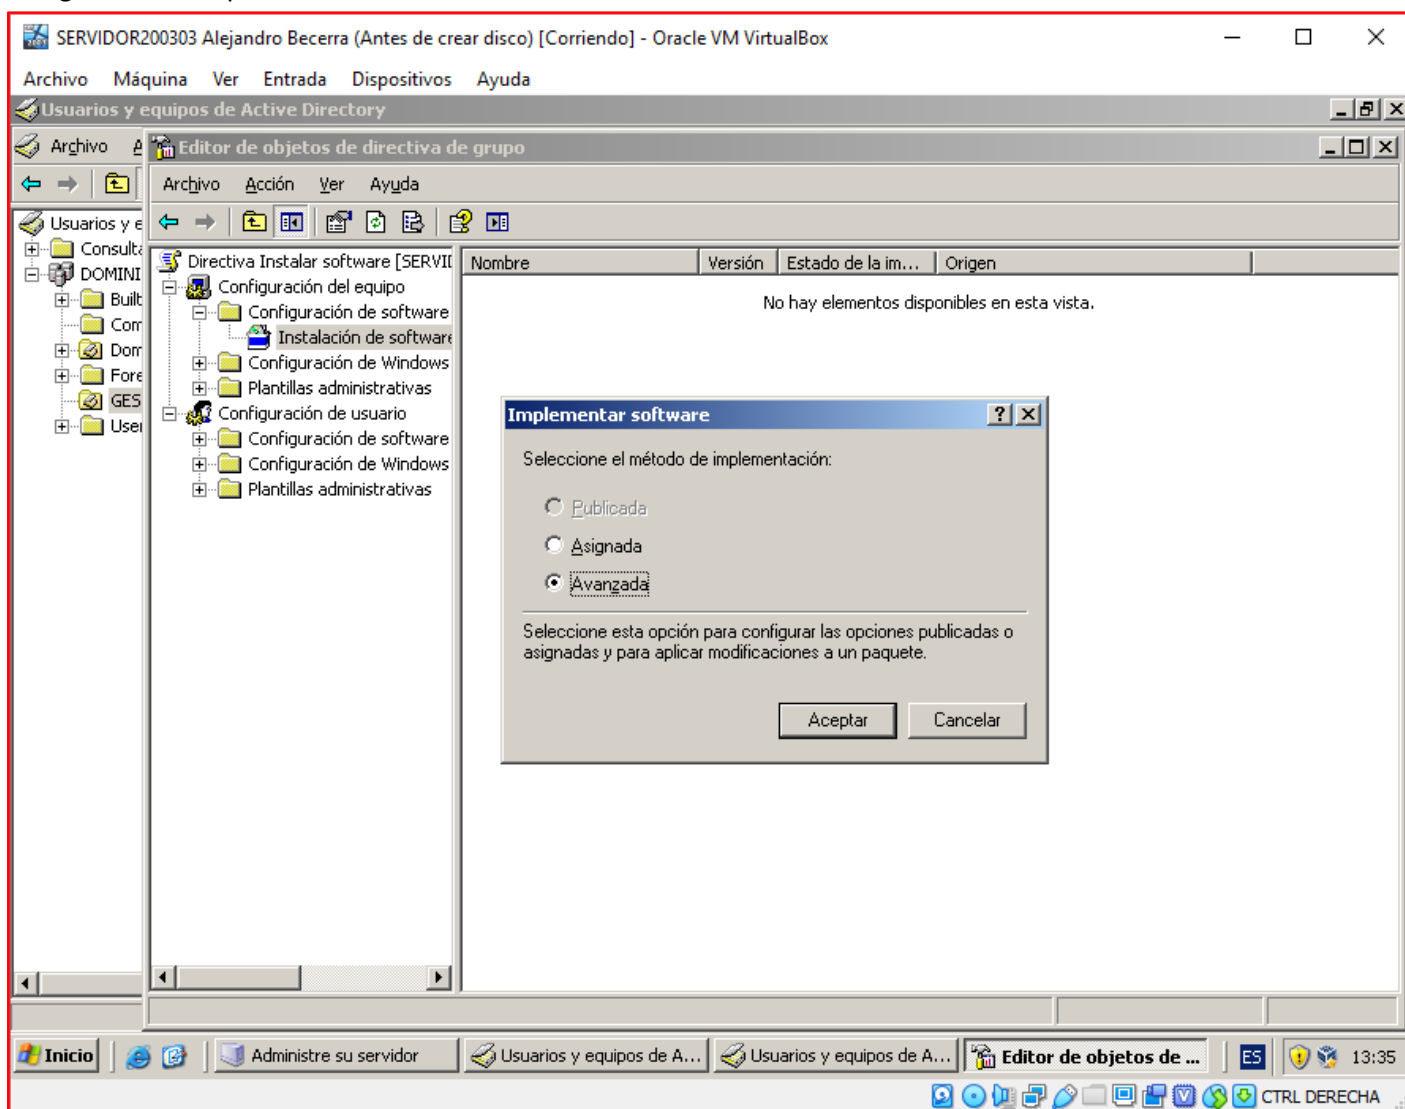 SERVIDOR200303 Alejandro Becerra (Antes de crear disco) [Corriendo] - Oracle VM VirtualBox
Archivo Máquina Ver Entrada Dispositivos Ayuda
Usuarios y equipos de Active Directory
Archivo
Editor de objetos de directiva de grupo
Archivo Acción Ver Ayuda
Usuarios y e
Consulta
DOMINI
Built
Com
Dom
Fore
GES
User
Directiva Instalar software [SERVID
Configuración del equipo
Configuración de software
Instalación de software
Configuración de Windows
Plantillas administrativas
Configuración de usuario
Configuración de software
Configuración de Windows
Plantillas administrativas
Nombre Versión Estado de la im... Origen
No hay elementos disponibles en esta vista.
Implementar software
Seleccione el método de implementación:
Publicada
Asignada
Avanzada
Seleccione esta opción para configurar las opciones publicadas o
asignadas y para aplicar modificaciones a un paquete.
Aceptar Cancelar
Inicio Administre su servidor Usuarios y equipos de A... Usuarios y equipos de A... Editor de objetos de ... ES 13:35
CTRL DERECHA